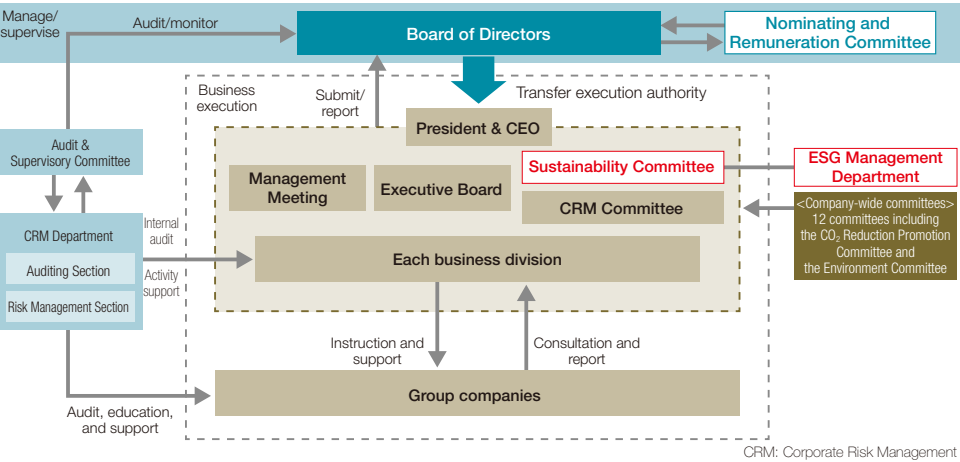 Manage/
supervise
Audit/monitor
Board of Directors
Nominating and
Remuneration Committee
Business
execution
Submit/
report
Transfer execution authority
President & CEO
Audit &
Supervisory Committee
Management
Meeting
Executive Board
Sustainability Committee
CRM Committee
ESG Management
Department
<Company-wide committees>
12 committees including
the CO₂ Reduction Promotion
Committee and
the Environment Committee
CRM Department
Auditing Section
Risk Management Section
Internal
audit
Activity
support
Each business division
Instruction and
support
Consultation and
report
Group companies
Audit, education,
and support
CRM: Corporate Risk Management